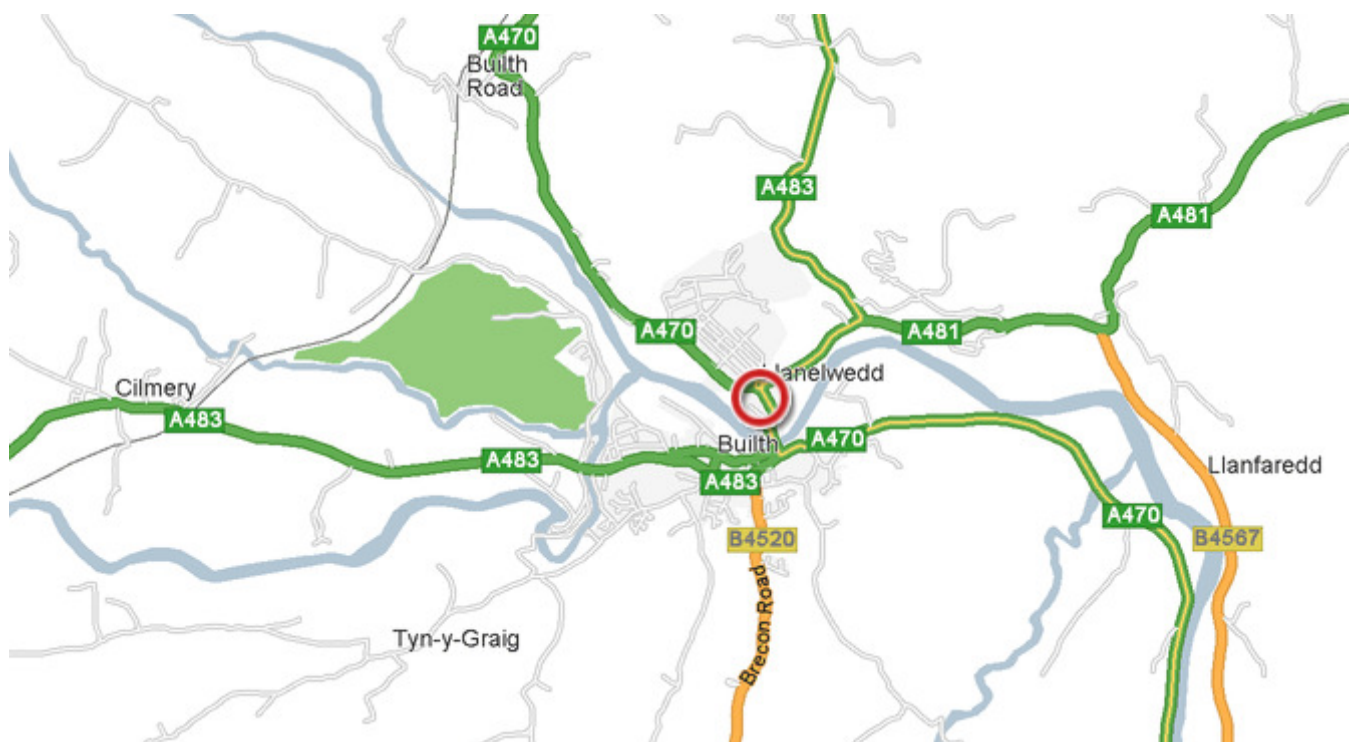 A470
Builth
Road
A483
A481
A470
A481
Llanelwedd
Cilmery
A483
Builth
A470
A483
A483
Llanfaredd
A470
B4520
B4567
Brecon Road
Tyn-y-Graig